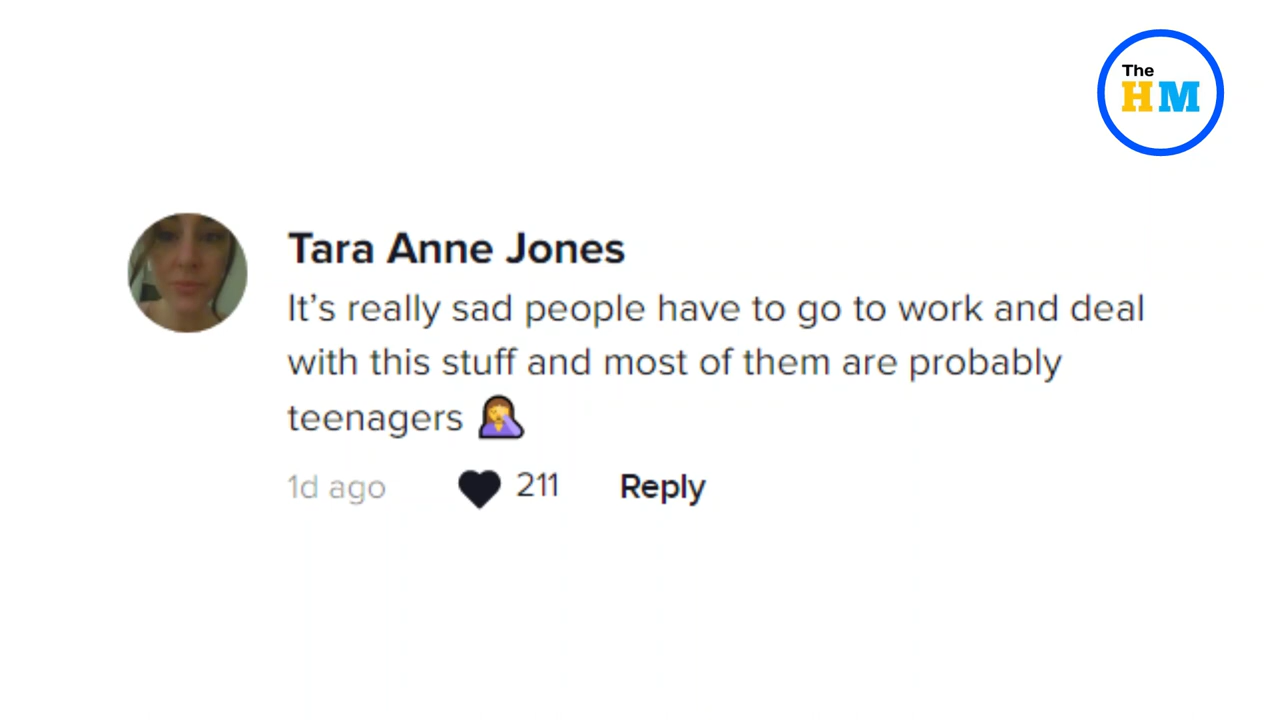 The
HM
Tara Anne Jones
It’s really sad people have to go to work and deal
with this stuff and most of them are probably
teenagers 🤦‍♀️
1d ago 211 Reply